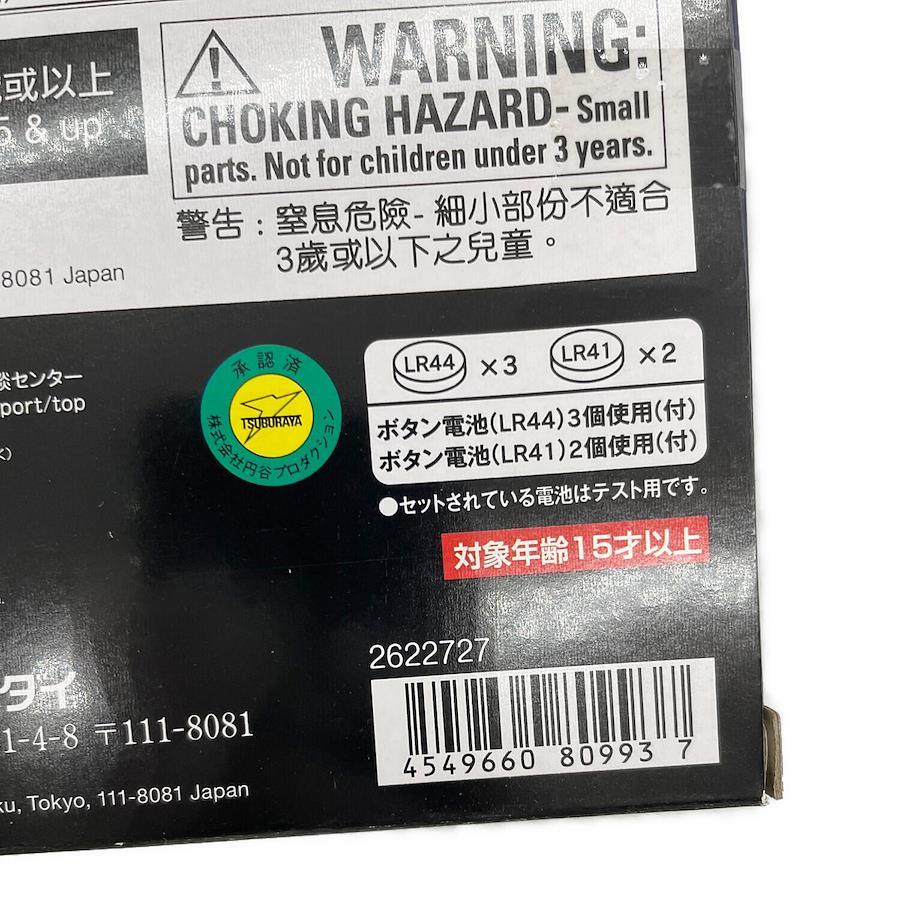 WARNING:
CHOKING HAZARD- Small
parts. Not for children under 3 years.
或以上
5 & up
警告：窒息危險- 細小部份不適合
3歲或以下之兒童。
8081 Japan
談センター
port/top
承認済
TSUBURAYA
株式会社円谷プロダクション
LR44 ×3 LR41 ×2
ボタン電池(LR44)3個使用(付)
ボタン電池(LR41)2個使用(付)
●セットされている電池はテスト用です。
対象年齢15才以上
2622727
4549660 80993 7
ダイ
1-4-8 〒111-8081
ku, Tokyo, 111-8081 Japan